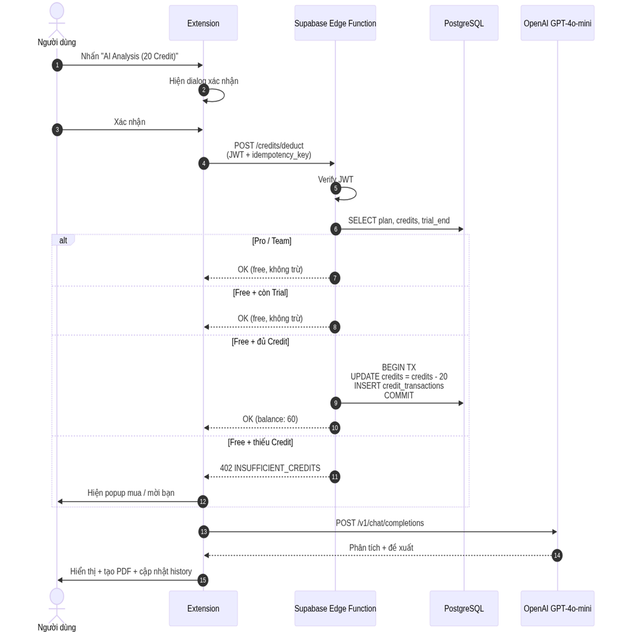 Người dùng
Extension
Supabase Edge Function
PostgreSQL
OpenAI GPT-4o-mini
1
Nhấn "AI Analysis (20 Credit)"
Hiện dialog xác nhận
2
3
Xác nhận
POST /credits/deduct
(JWT + idempotency_key)
4
Verify JWT
5
SELECT plan, credits, trial_end
6
alt
[Pro / Team]
OK (free, không trừ)
7
[Free + còn Trial]
OK (free, không trừ)
8
[Free + đủ Credit]
BEGIN TX
UPDATE credits = credits - 20
INSERT credit_transactions
COMMIT
9
OK (balance: 60)
10
[Free + thiếu Credit]
402 INSUFFICIENT_CREDITS
11
Hiện popup mua / mời bạn
12
POST /v1/chat/completions
13
Phân tích + đề xuất
14
Hiển thị + tạo PDF + cập nhật history
15
Người dùng
Extension
Supabase Edge Function
PostgreSQL
OpenAI GPT-4o-mini